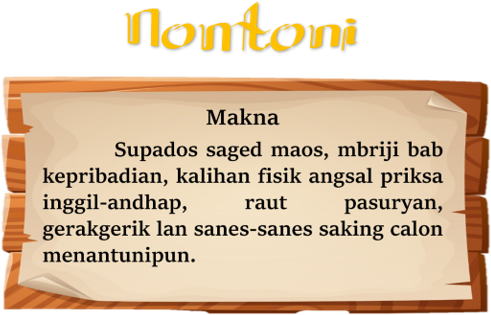 Nontoni
Makna
Supados saged maos, mbriji bab
kepribadian, kalihan fisik angsal priksa
inggil-andhap, raut pasuryan,
gerakgerik lan sanes-sanes saking calon
menantunipun.